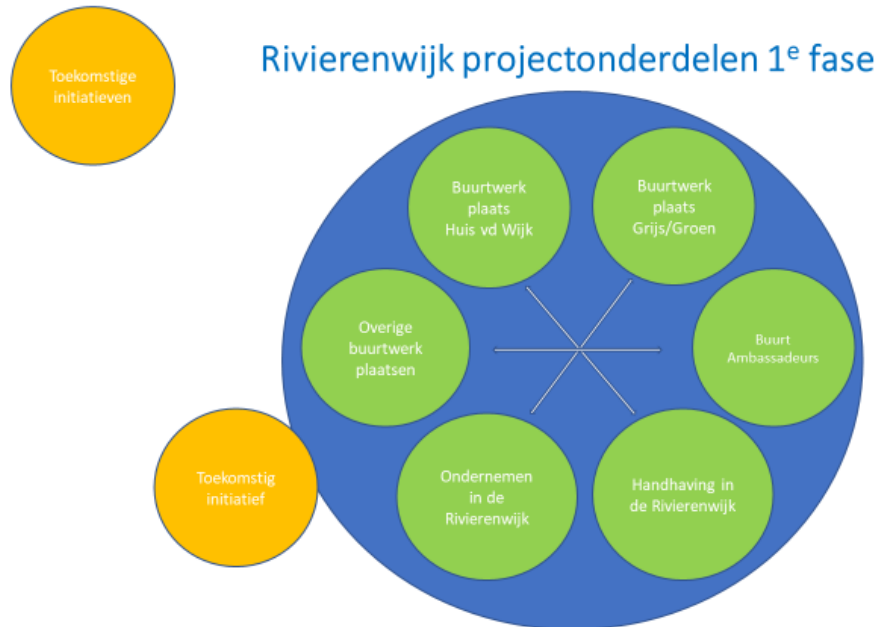 Rivierenwijk projectonderdelen 1e fase
Toekomstige
initiatieven
Buurtwerk
plaats
Huis vd Wijk
Buurtwerk
plaats
Grijs/Groen
Overige
buurtwerk
plaatsen
Buurt
Ambassadeurs
Toekomstig
initiatief
Ondernemen
in de
Rivierenwijk
Handhaving in
de Rivierenwijk